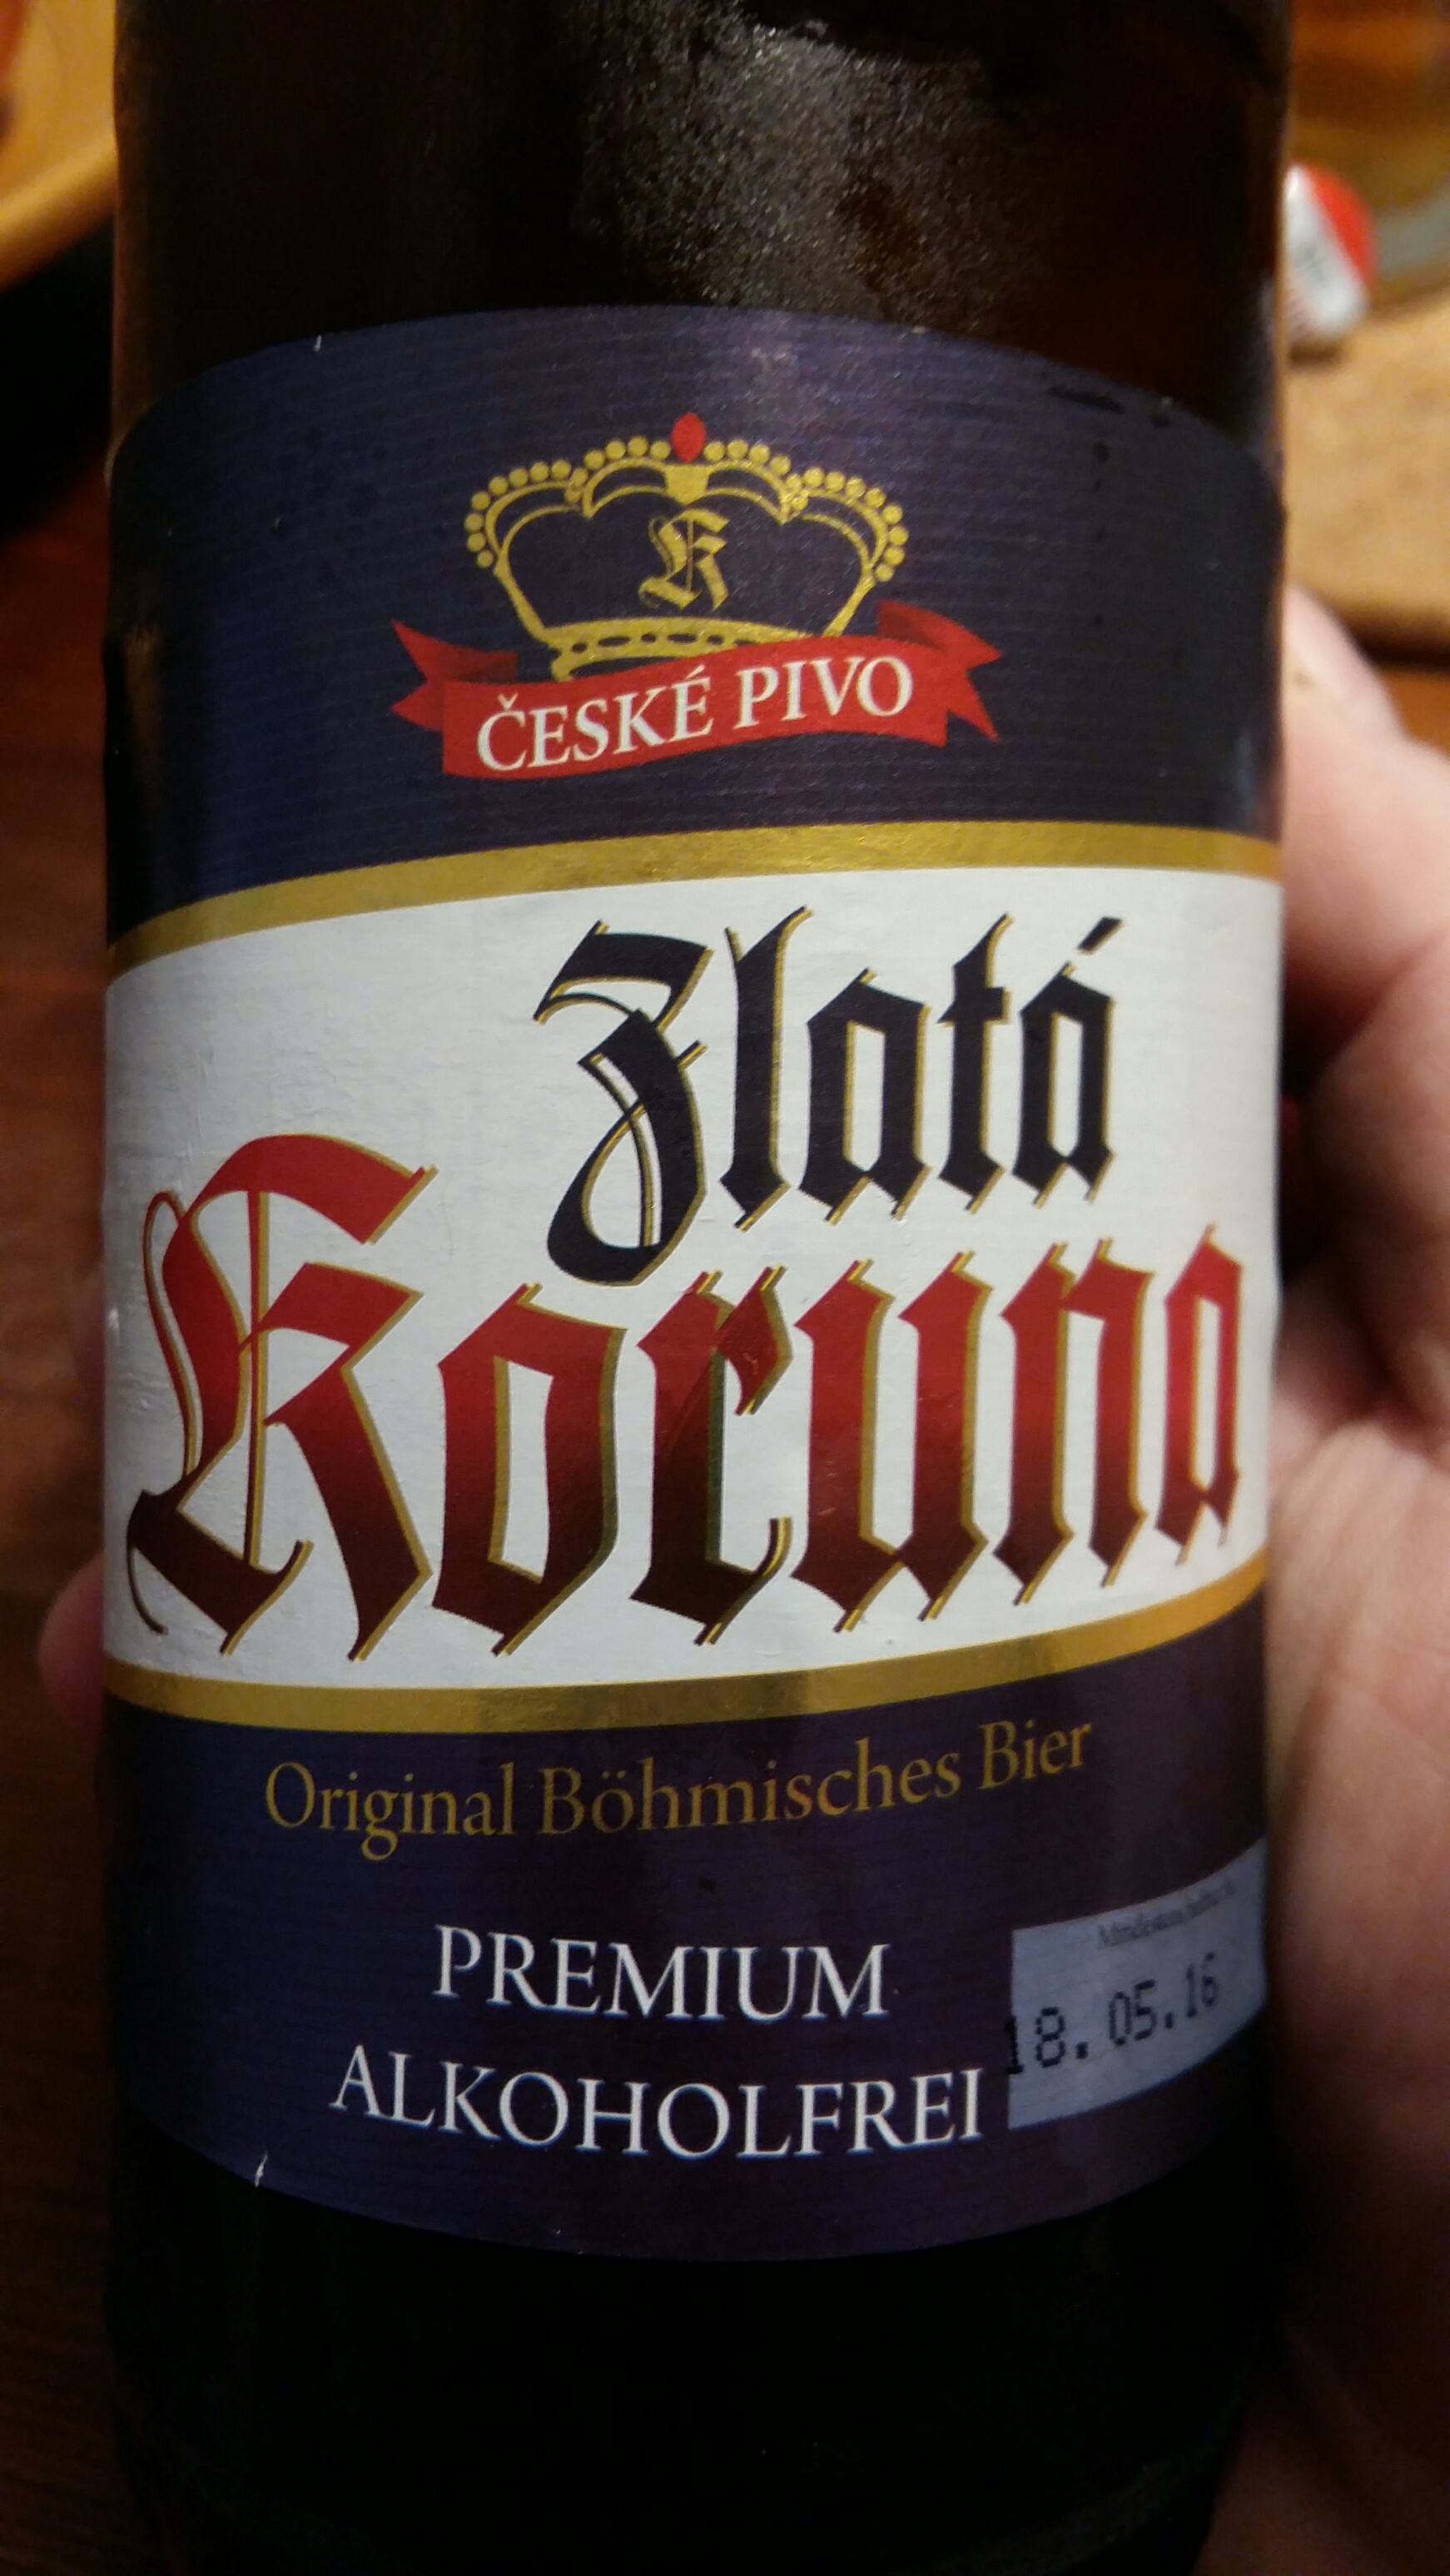 K
ČESKÉ PIVO
Zlatá
Koruna
Original Böhmisches Bier
PREMIUM
ALKOHOLFREI
18.05.16